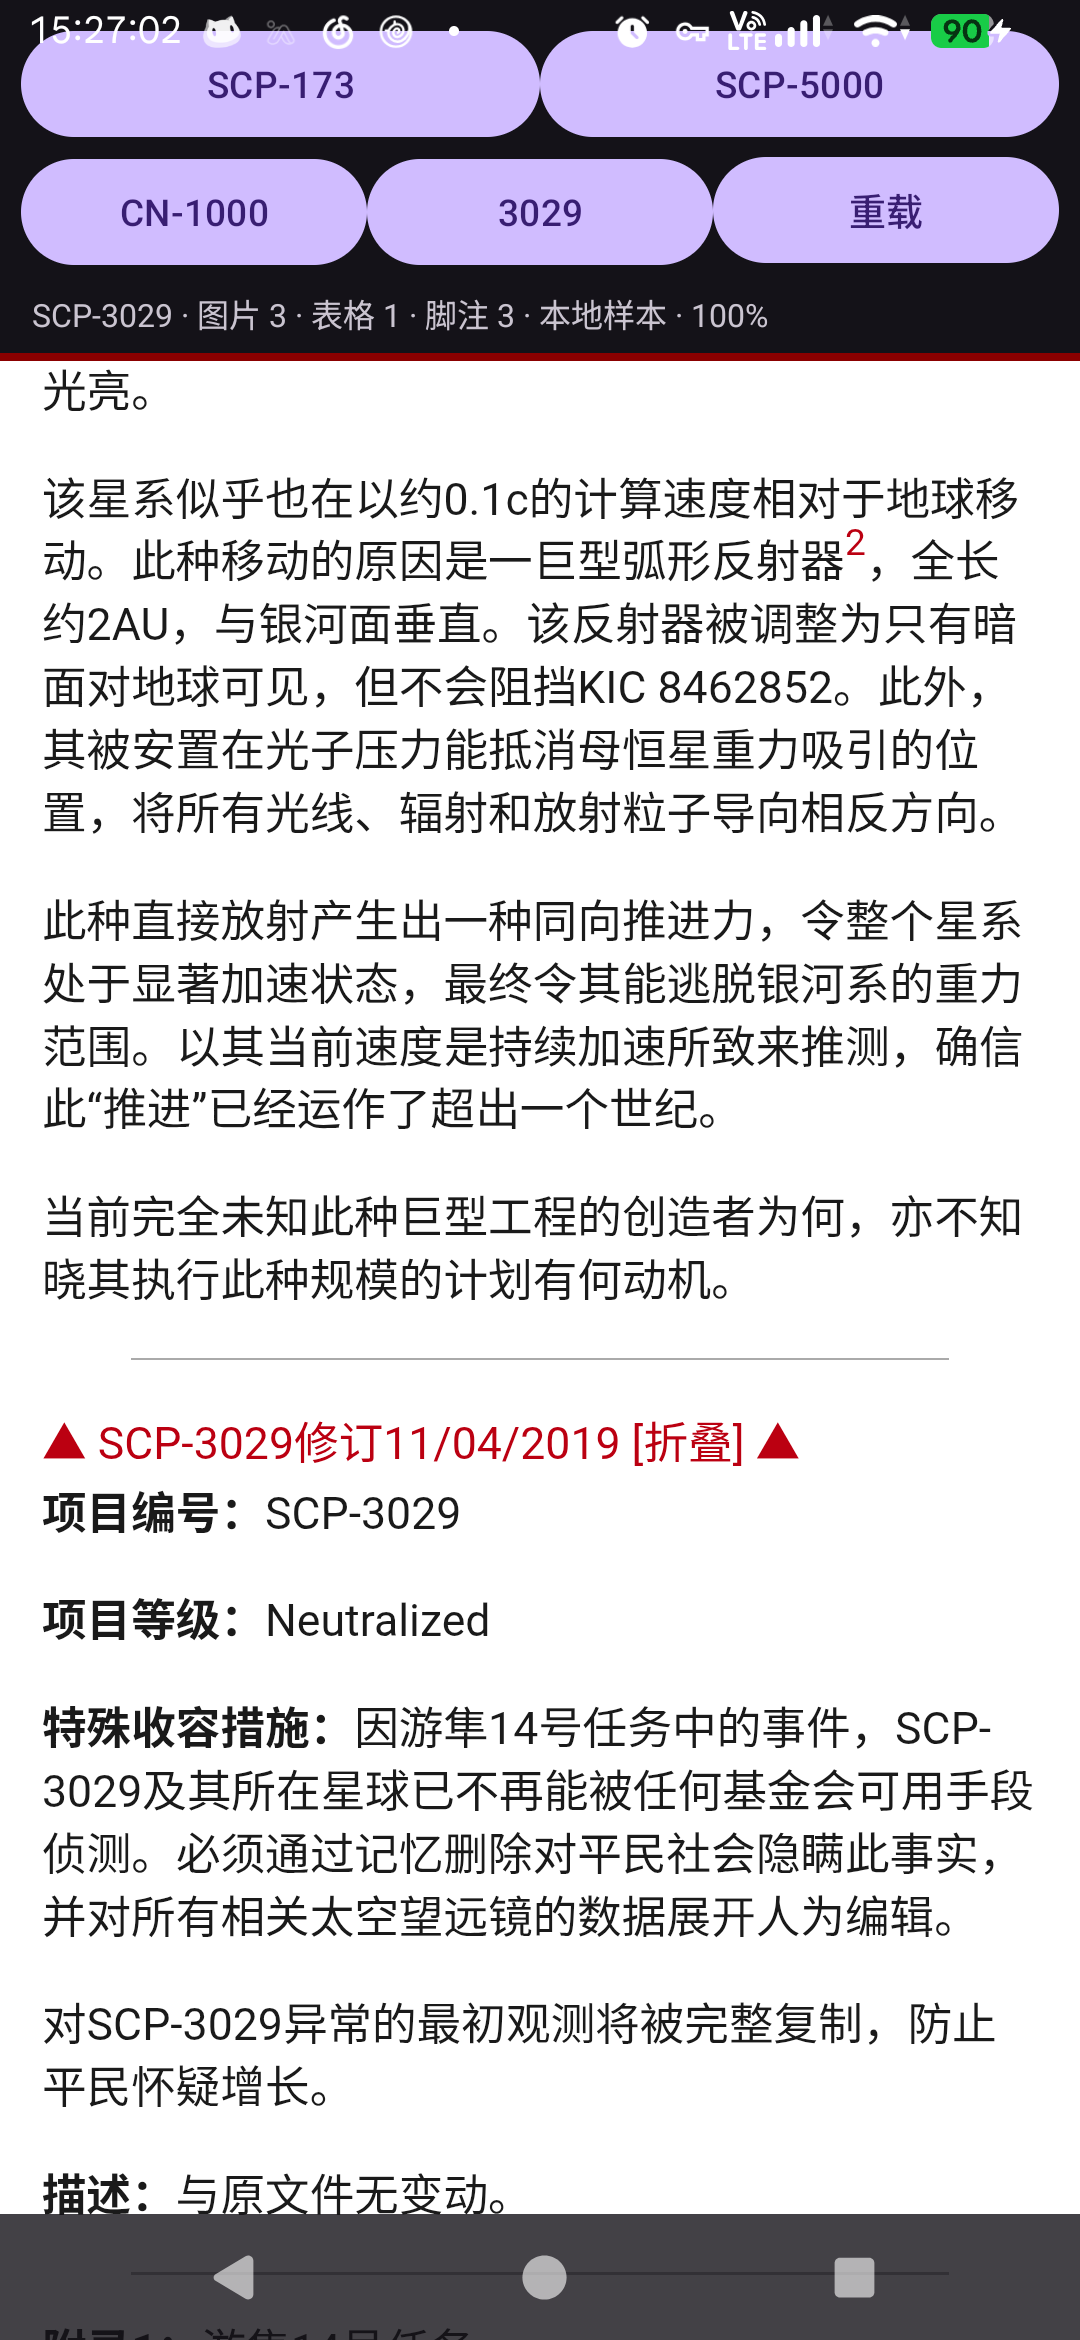 15:27:02
LTE
90
SCP-173
SCP-5000
CN-1000
3029
重载
SCP-3029 · 图片 3 · 表格 1 · 脚注 3 · 本地样本 · 100%
光亮。
该星系似乎也在以约0.1c的计算速度相对于地球移
动。此种移动的原因是一巨型弧形反射器2，全长
约2AU，与银河面垂直。该反射器被调整为只有暗
面对地球可见，但不会阻挡KIC 8462852。此外，
其被安置在光子压力能抵消母恒星重力吸引的位
置，将所有光线、辐射和放射粒子导向相反方向。
此种直接放射产生出一种同向推进力，令整个星系
处于显著加速状态，最终令其能逃脱银河系的重力
范围。以其当前速度是持续加速所致来推测，确信
此“推进”已经运作了超出一个世纪。
当前完全未知此种巨型工程的创造者为何，亦不知
晓其执行此种规模的计划有何动机。
▲ SCP-3029修订11/04/2019 [折叠] ▲
项目编号：SCP-3029
项目等级：Neutralized
特殊收容措施：因游隼14号任务中的事件，SCP-
3029及其所在星球已不再能被任何基金会可用手段
侦测。必须通过记忆删除对平民社会隐瞒此事实，
并对所有相关太空望远镜的数据展开人为编辑。
对SCP-3029异常的最初观测将被完整复制，防止
平民怀疑增长。
描述：与原文件无变动。
附录1：游隼14号任务